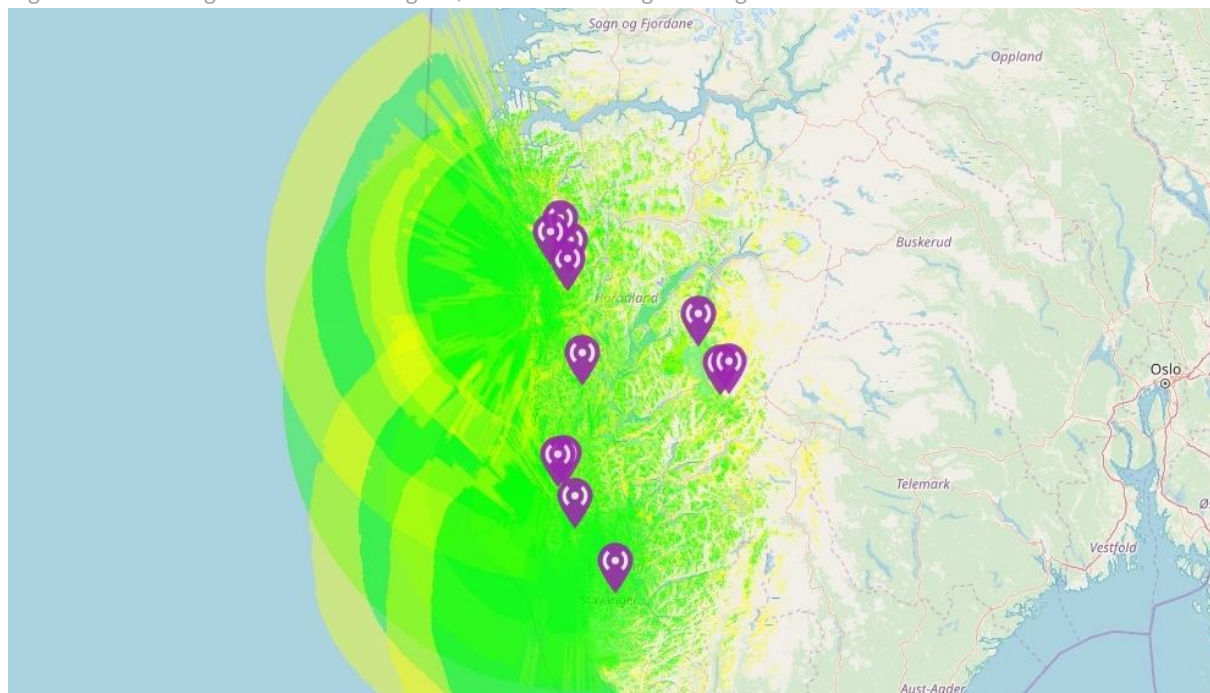 Sogn og Fjordane
Oppland
Buskerud
Hordaland
Oslo
Telemark
Vestfold
Stavanger
Aust-Agder